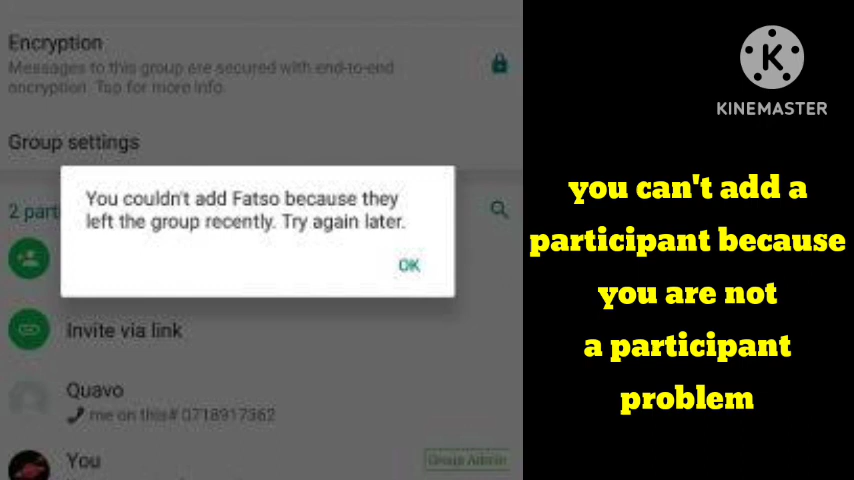 Encryption
Messages to this group are secured with end-to-end
encryption. Tap for more info.
Group settings
You couldn't add Fatso because they
left the group recently. Try again later.
OK
2 part
Invite via link
Quavo
me on this# 0718917362
You
Group Admin
KINEMASTER
you can't add a
participant because
you are not
a participant
problem